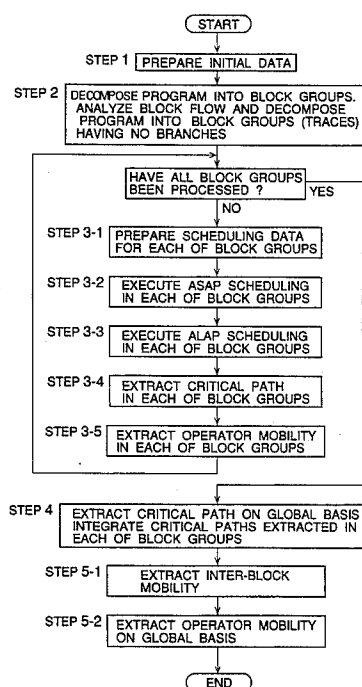 START
STEP 1
PREPARE INITIAL DATA
STEP 2
DECOMPOSE PROGRAM INTO BLOCK GROUPS.
ANALYZE BLOCK FLOW AND DECOMPOSE
PROGRAM INTO BLOCK GROUPS (TRACES)
HAVING NO BRANCHES
HAVE ALL BLOCK GROUPS
BEEN PROCESSED ?
YES
NO
STEP 3-1
PREPARE SCHEDULING DATA
FOR EACH OF BLOCK GROUPS
STEP 3-2
EXECUTE ASAP SCHEDULING
IN EACH OF BLOCK GROUPS
STEP 3-3
EXECUTE ALAP SCHEDULING
IN EACH OF BLOCK GROUPS
STEP 3-4
EXTRACT CRITICAL PATH
IN EACH OF BLOCK GROUPS
STEP 3-5
EXTRACT OPERATOR MOBILITY
IN EACH OF BLOCK GROUPS
STEP 4
EXTRACT CRITICAL PATH ON GLOBAL BASIS
INTEGRATE CRITICAL PATHS EXTRACTED IN
EACH OF BLOCK GROUPS
STEP 5-1
EXTRACT INTER-BLOCK
MOBILITY
STEP 5-2
EXTRACT OPERATOR MOBILITY
ON GLOBAL BASIS
END